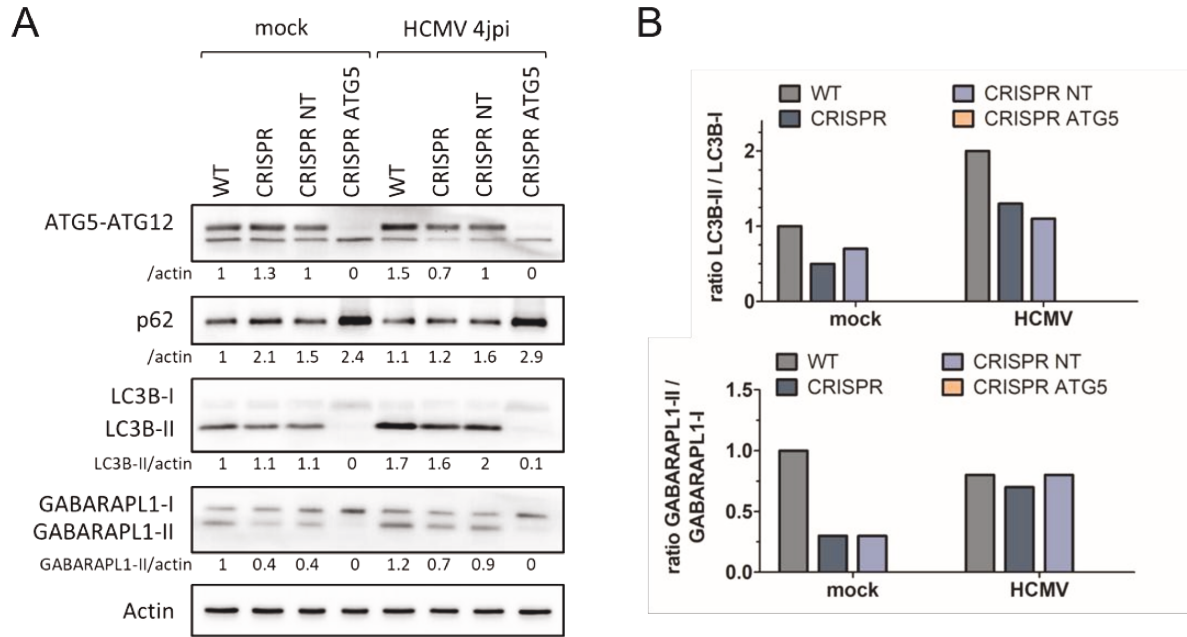 A
mock
HCMV 4jpi
WT
CRISPR
CRISPR NT
CRISPR ATG5
WT
CRISPR
CRISPR NT
CRISPR ATG5
ATG5-ATG12
/actin 1 1.3 1 0 1.5 0.7 1 0
p62
/actin 1 2.1 1.5 2.4 1.1 1.2 1.6 2.9
LC3B-I
LC3B-II
LC3B-II/actin 1 1.1 1.1 0 1.7 1.6 2 0.1
GABARAPL1-I
GABARAPL1-II
GABARAPL1-II/actin 1 0.4 0.4 0 1.2 0.7 0.9 0
Actin
B
WT
CRISPR NT
CRISPR
CRISPR ATG5
ratio LC3B-II / LC3B-I
2
1
0
mock
HCMV
WT
CRISPR NT
CRISPR
CRISPR ATG5
ratio GABARAPL1-II /
GABARAPL1-I
1.5
1.0
0.5
0.0
mock
HCMV